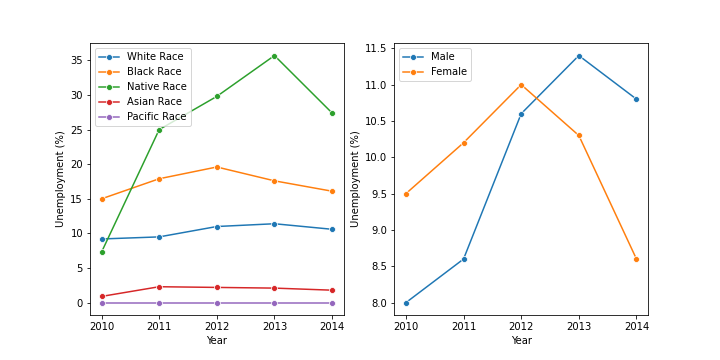 White Race
Black Race
Native Race
Asian Race
Pacific Race
Unemployment (%)
35
30
25
20
15
10
5
0
2010 2011 2012 2013 2014
Year
Male
Female
Unemployment (%)
11.5
11.0
10.5
10.0
9.5
9.0
8.5
8.0
2010 2011 2012 2013 2014
Year